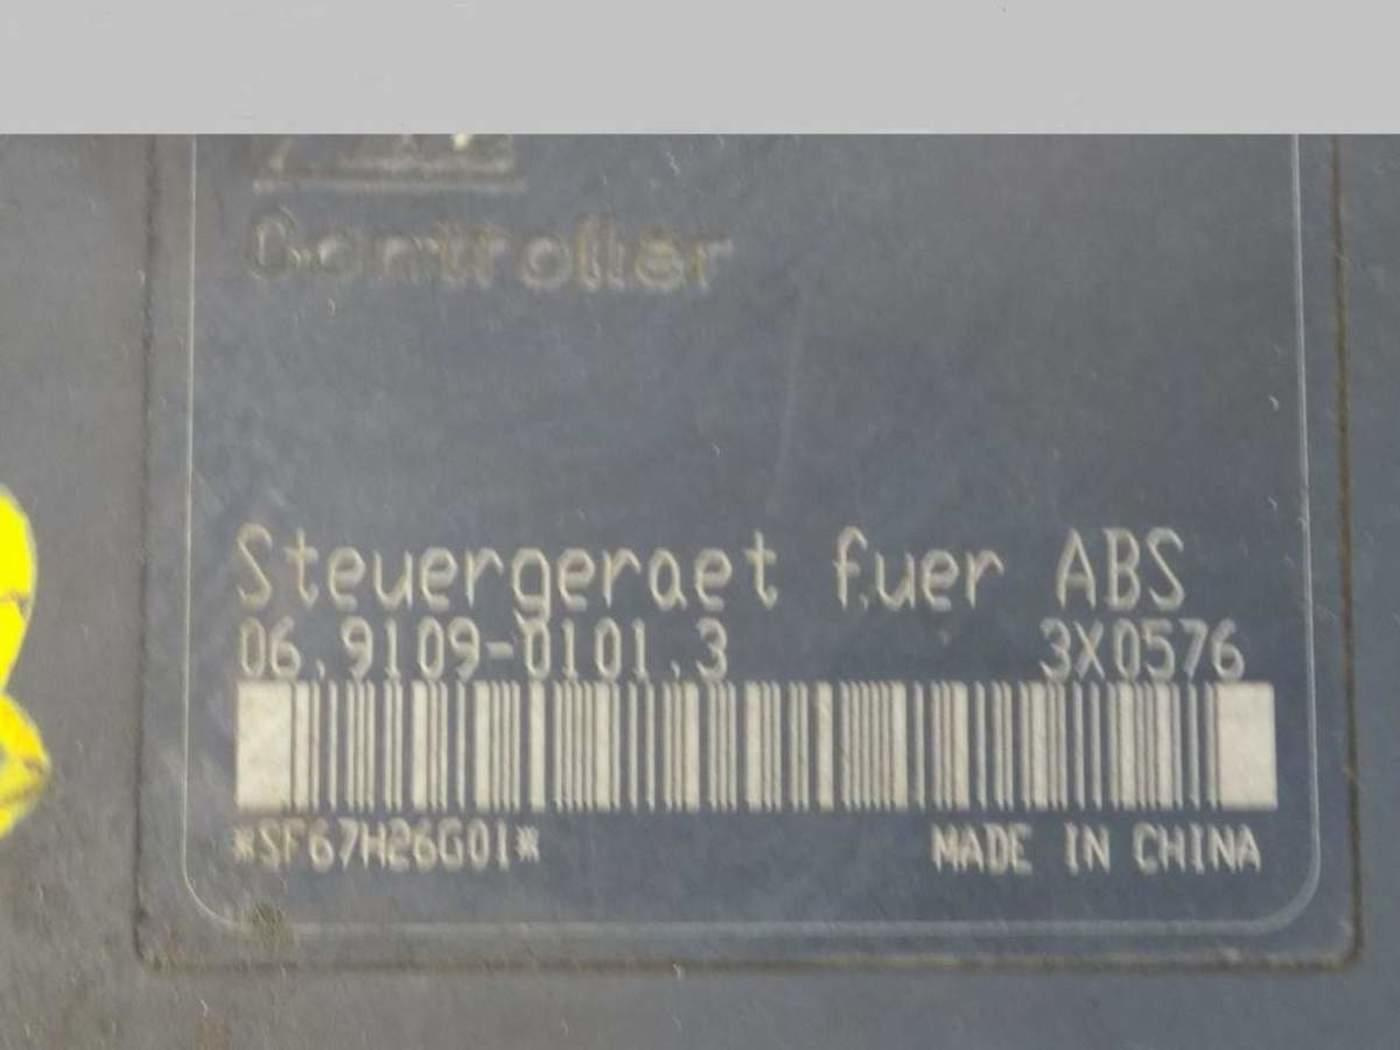 Controller
Steuergeraet fuer ABS
06.9109-0101.3 3X0576
*SF67H26G01*
MADE IN CHINA